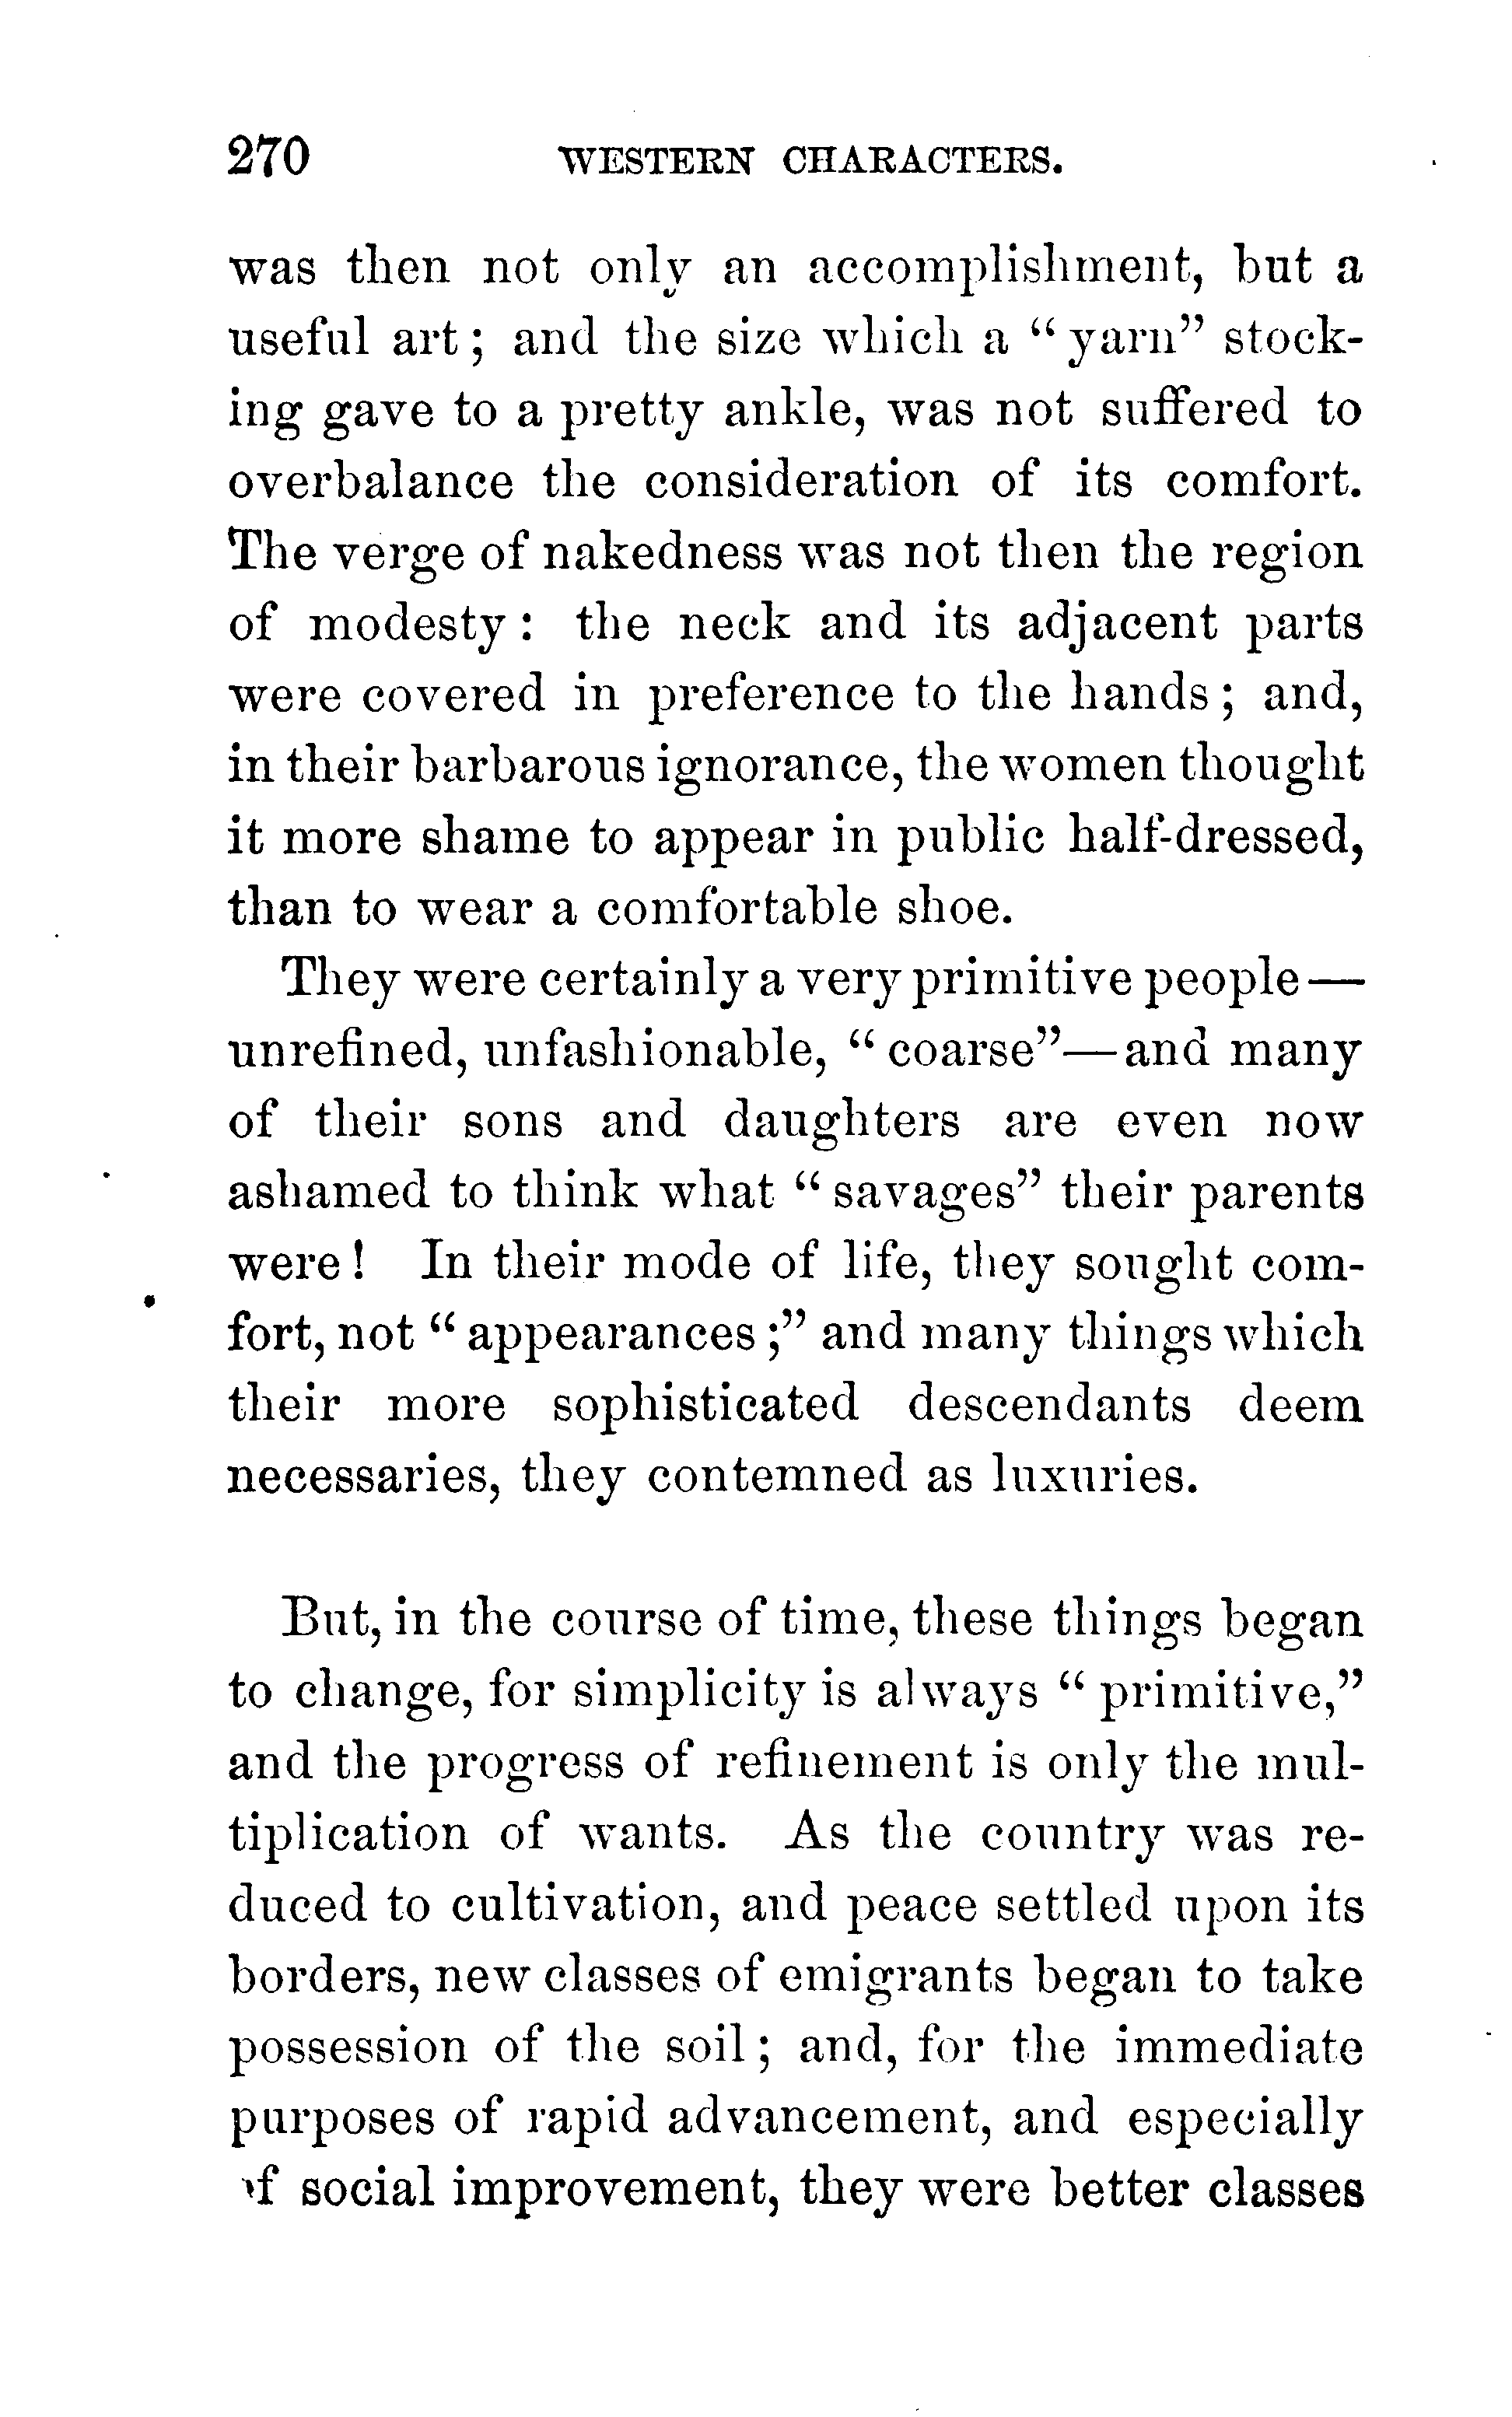 270 WESTERN CHARACTERS.
was then not only an accomplishment, but a
useful art; and the size which a "yarn" stock-
ing gave to a pretty ankle, was not suffered to
overbalance the consideration of its comfort.
The verge of nakedness was not then the region
of modesty: the neck and its adjacent parts
were covered in preference to the hands; and,
in their barbarous ignorance, the women thought
it more shame to appear in public half-dressed,
than to wear a comfortable shoe.
They were certainly a very primitive people—
unrefined, unfashionable, "coarse"—and many
of their sons and daughters are even now
ashamed to think what "savages" their parents
were! In their mode of life, they sought com-
fort, not "appearances;" and many things which
their more sophisticated descendants deem
necessaries, they contemned as luxuries.
But, in the course of time, these things began
to change, for simplicity is always "primitive,"
and the progress of refinement is only the mul-
tiplication of wants. As the country was re-
duced to cultivation, and peace settled upon its
borders, new classes of emigrants began to take
possession of the soil; and, for the immediate
purposes of rapid advancement, and especially
of social improvement, they were better classes